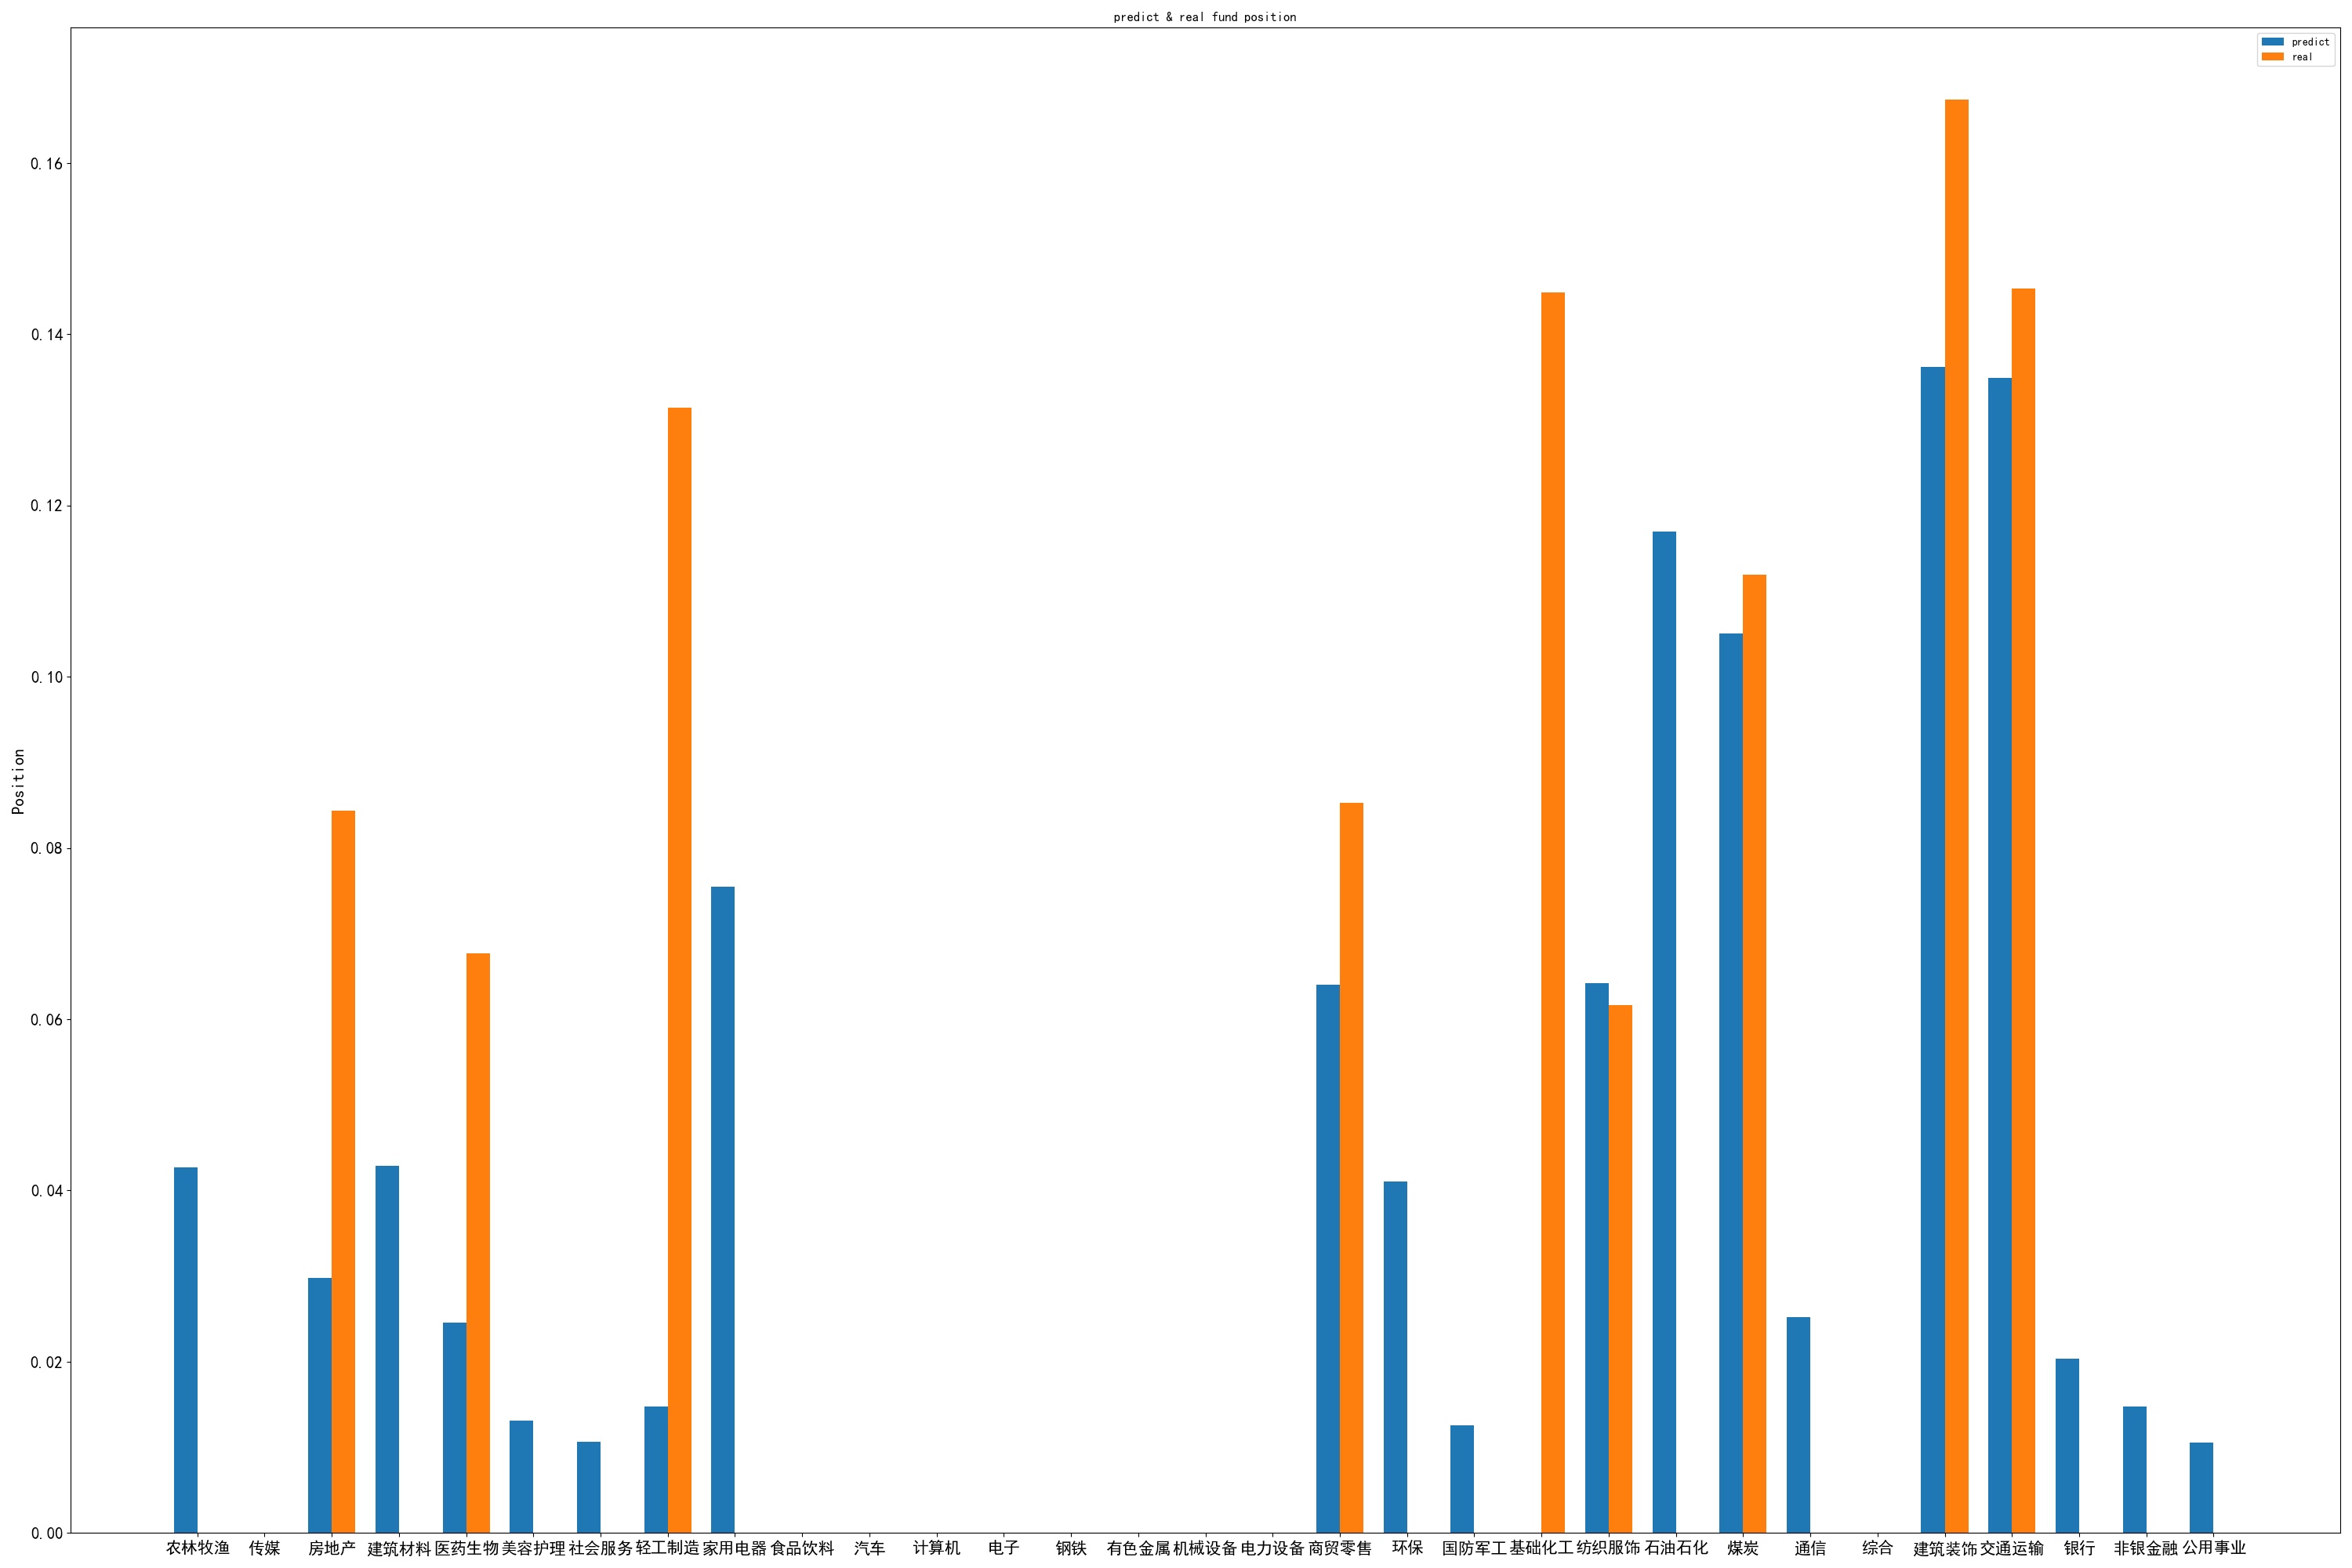 predict & real fund position
predict
real
0.16
0.14
0.12
0.10
0.08
0.06
0.04
0.02
0.00
Position
农林牧渔 传媒 房地产 建筑材料 医药生物 美容护理 社会服务 轻工制造 家用电器 食品饮料 汽车 计算机 电子 钢铁 有色金属 机械设备 电力设备 商贸零售 环保 国防军工 基础化工 纺织服饰 石油石化 煤炭 通信 综合 建筑装饰 交通运输 银行 非银金融 公用事业